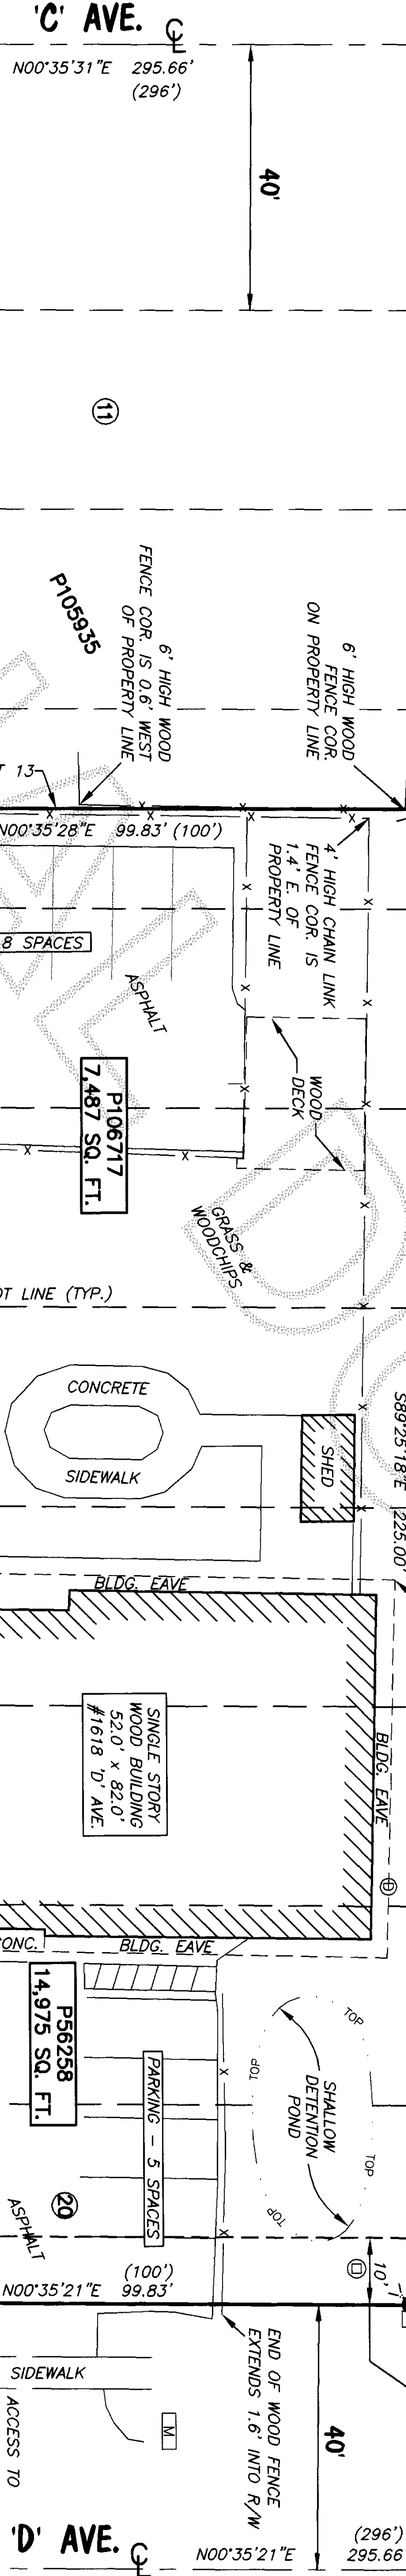 'C' AVE. ℄
N00°35'31"E 295.66'
(296')
40'
11
P105935
6' HIGH WOOD
FENCE COR. IS 0.6' WEST
OF PROPERTY LINE
6' HIGH WOOD
FENCE COR.
ON PROPERTY LINE
T 13
N00°35'28"E 99.83' (100')
4' HIGH CHAIN LINK
FENCE COR. IS
1.4' E. OF
PROPERTY LINE
8 SPACES
ASPHALT
WOOD
DECK
P106717
7,487 SQ. FT.
GRASS &
WOODCHIPS
OT LINE (TYP.)
CONCRETE
SIDEWALK
SHED
S89°25'18"E 225.00'
BLDG. EAVE
SINGLE STORY
WOOD BUILDING
52.0' X 82.0'
#1618 'D' AVE.
BLDG. EAVE
D
ONC.
BLDG. EAVE
P56258
14,975 SQ. FT.
PARKING - 5 SPACES
TOP
TOP
TOP
TOP
SHALLOW
DETENTION
POND
20
ASPHALT
10'
(100')
N00°35'21"E 99.83'
END OF WOOD FENCE
EXTENDS 1.6' INTO R/W
SIDEWALK
M
ACCESS TO
40'
'D' AVE. ℄
N00°35'21"E
(296')
295.66